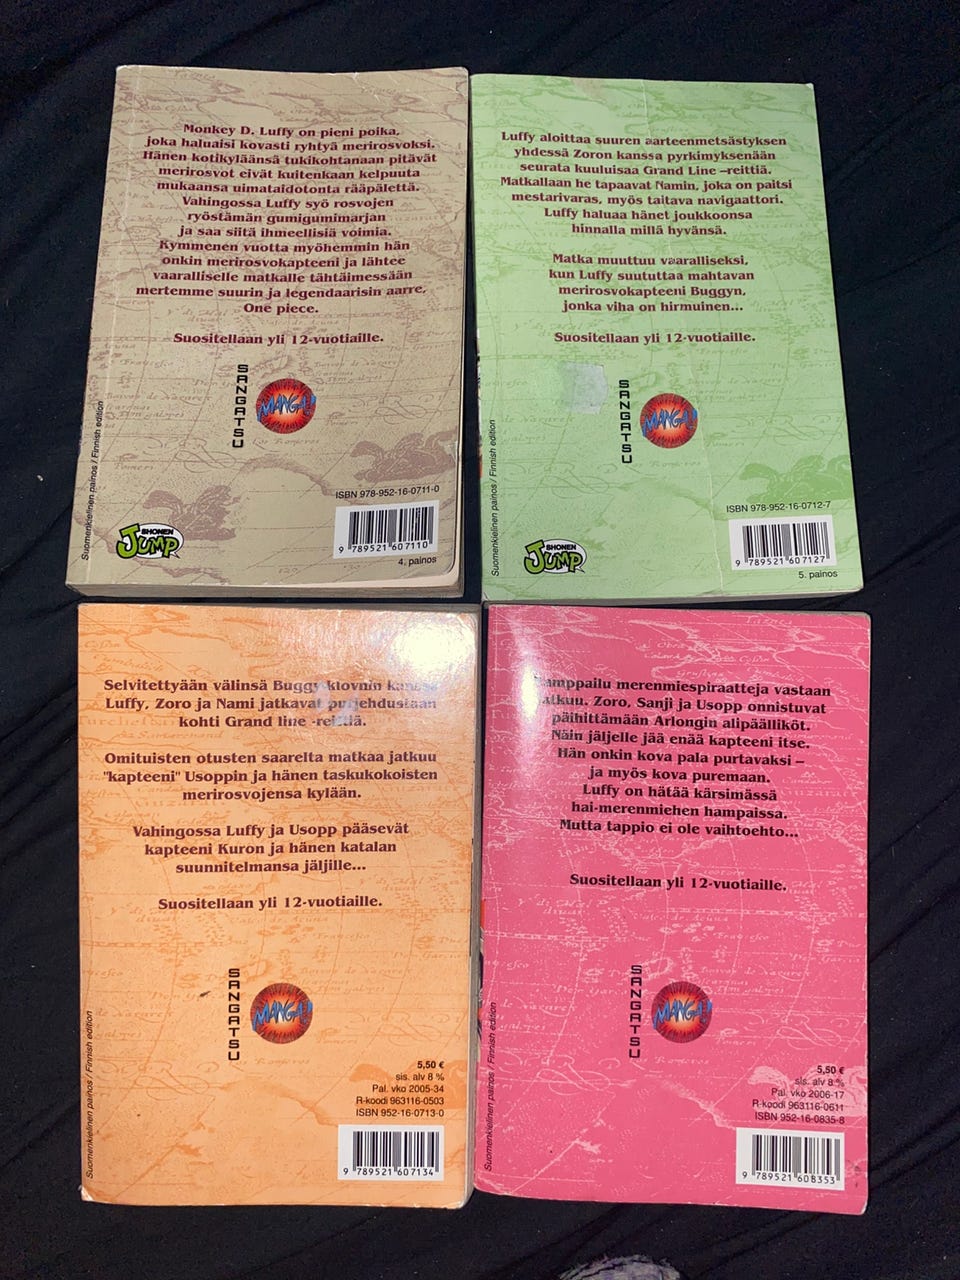 Monkey D. Luffy on pieni poika,
joka haluaisi kovasti ryhtyä merirosvoksi.
Hänen kotikyläänsä tukikohtanaan pitävät
merirosvot eivät kuitenkaan kelpuuta
mukaansa uimataidotonta rääpälettä.
Vahingossa Luffy syö rosvojen
ryöstämän gumigumimarjan
ja saa siitä ihmeellisiä voimia.
Kymmenen vuotta myöhemmin hän
onkin merirosvokapteeni ja lähtee
vaaralliselle matkalle tähtäimessään
mertemme suurin ja legendaarisin aarre,
One piece.
Suositellaan yli 12-vuotiaille.
SANGATSU
MANGA!
Suomenkielinen painos / Finnish edition
SHONEN
JUMP
ISBN 978-952-16-0711-0
9 789521 607110
4. painos
Luffy aloittaa suuren aarteenmetsästyksen
yhdessä Zoron kanssa pyrkimyksenään
seurata kuuluisaa Grand Line –reittiä.
Matkallaan he tapaavat Namin, joka on paitsi
mestarivaras, myös taitava navigaattori.
Luffy haluaa hänet joukkoonsa
hinnalla millä hyvänsä.
Matka muuttuu vaaralliseksi,
kun Luffy suututtaa mahtavan
merirosvokapteeni Buggyn,
jonka viha on hirmuinen...
Suositellaan yli 12-vuotiaille.
SANGATSU
MANGA!
Suomenkielinen painos / Finnish edition
SHONEN
JUMP
ISBN 978-952-16-0712-7
9 789521 607127
5. painos
Selvitettyään välinsä Buggy-klovnin kanssa
Luffy, Zoro ja Nami jatkavat purjehdustaan
kohti Grand line -reittiä.
Omituisten otusten saarelta matkaa jatkuu
"kapteeni" Usoppin ja hänen taskukokoisten
merirosvojensa kylään.
Vahingossa Luffy ja Usopp pääsevät
kapteeni Kuron ja hänen katalan
suunnitelmansa jäljille...
Suositellaan yli 12-vuotiaille.
SANGATSU
MANGA!
Suomenkielinen painos / Finnish edition
5,50 €
sis. alv 8 %
Pal. vko 2005-34
R-koodi 963116-0503
ISBN 952-16-0713-0
9 789521 607134
Kamppailu merenmiespiraatteja vastaan
jatkuu. Zoro, Sanji ja Usopp onnistuvat
päihittämään Arlongin alipäälliköt.
Näin jäljelle jää enää kapteeni itse.
Hän onkin kova pala purtavaksi –
ja myös kova puremaan.
Luffy on hätää kärsimässä
hai-merenmiehen hampaissa.
Mutta tappio ei ole vaihtoehto...
Suositellaan yli 12-vuotiaille.
SANGATSU
MANGA!
Suomenkielinen painos / Finnish edition
5,50 €
sis. alv 8 %
Pal. vko 2006-17
R-koodi 963116-0611
ISBN 952-16-0835-8
9 789521 608353